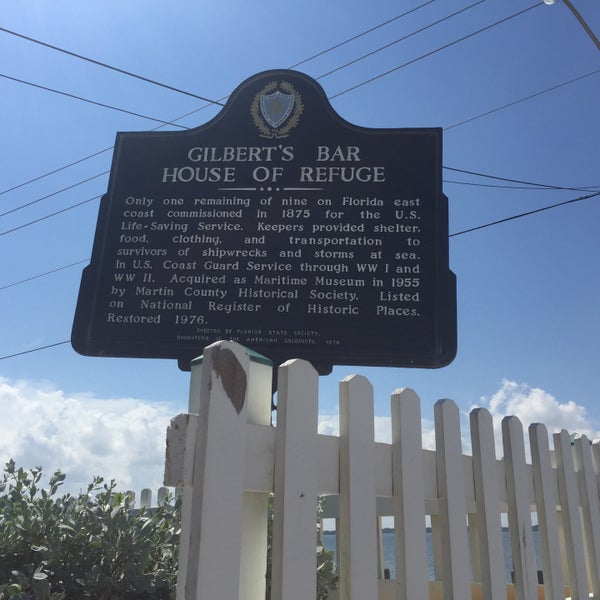 GILBERT'S BAR
HOUSE OF REFUGE
Only one remaining of nine on Florida east
coast commissioned in 1875 for the U.S.
Life-Saving Service. Keepers provided shelter,
food, clothing, and transportation to
survivors of shipwrecks and storms at sea.
In U.S. Coast Guard Service through WW I and
WW II. Acquired as Maritime Museum in 1955
by Martin County Historical Society. Listed
on National Register of Historic Places.
Restored 1976.
ERECTED BY FLORIDA STATE SOCIETY,
DAUGHTERS OF THE AMERICAN COLONISTS,